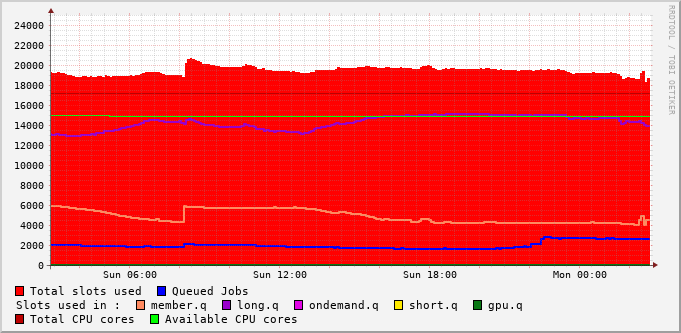 24000
22000
20000
18000
16000
14000
12000
10000
8000
6000
4000
2000
0
Sun 06:00 Sun 12:00 Sun 18:00 Mon 00:00
RRDTOOL / TOBI OETIKER
Total slots used Queued Jobs
Slots used in : member.q long.q ondemand.q short.q gpu.q
Total CPU cores Available CPU cores